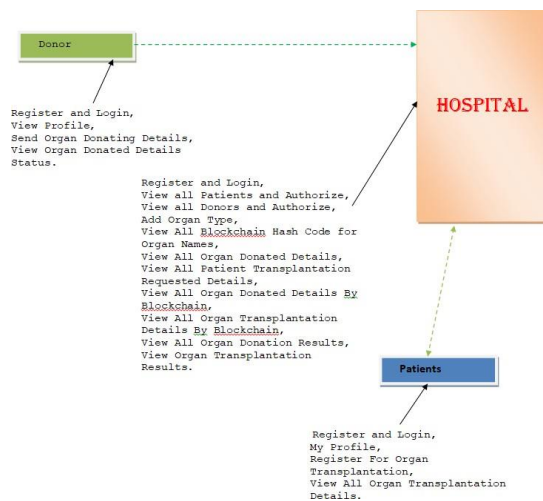 Donor
HOSPITAL
Register and Login,
View Profile,
Send Organ Donating Details,
View Organ Donated Details
Status.
Register and Login,
View all Patients and Authorize,
View all Donors and Authorize,
Add Organ Type,
View All Blockchain Hash Code for
Organ Names,
View All Organ Donated Details,
View All Patient Transplantation
Requested Details,
View All Organ Donated Details By
Blockchain,
View All Organ Transplantation
Details By Blockchain,
View All Organ Donation Results,
View Organ Transplantation
Results.
Patients
Register and Login,
My Profile,
Register For Organ
Transplantation,
View All Organ Transplantation
Details.